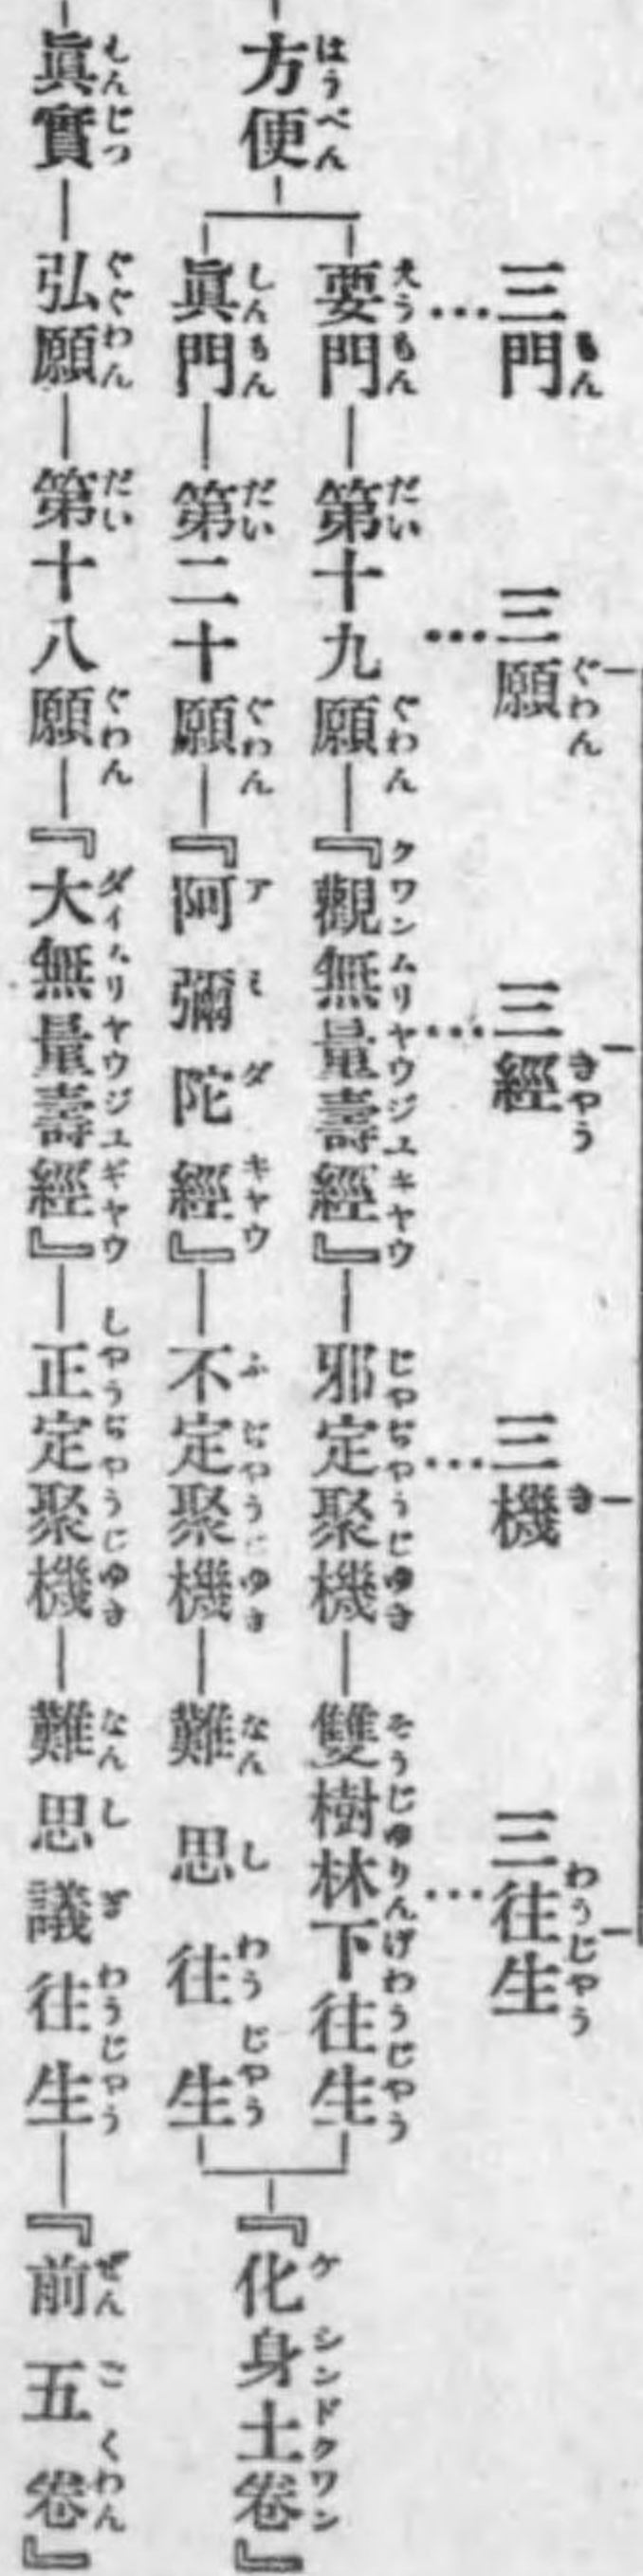 三門…三願…三經…三機…三往生
方便
要門―第十九願―『觀無量壽經』―邪定聚機―雙樹林下往生
眞門―第二十願―『阿彌陀經』―不定聚機―難思往生
『化身土卷』
眞實―弘願―第十八願―『大無量壽經』―正定聚機―難思議往生―『前五卷』